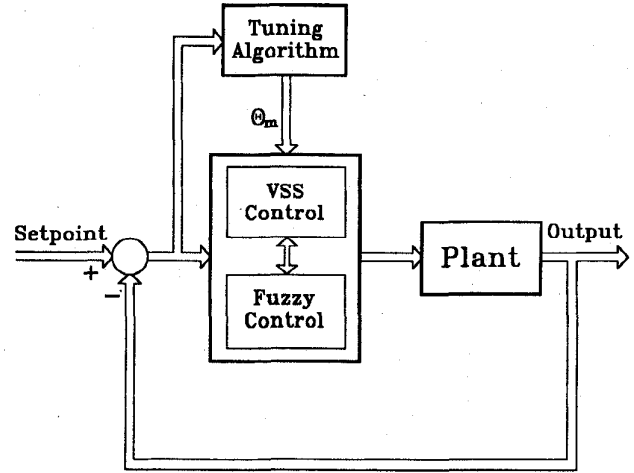 Tuning
Algorithm
Θm
VSS
Control
Setpoint
+
−
Fuzzy
Control
Plant
Output